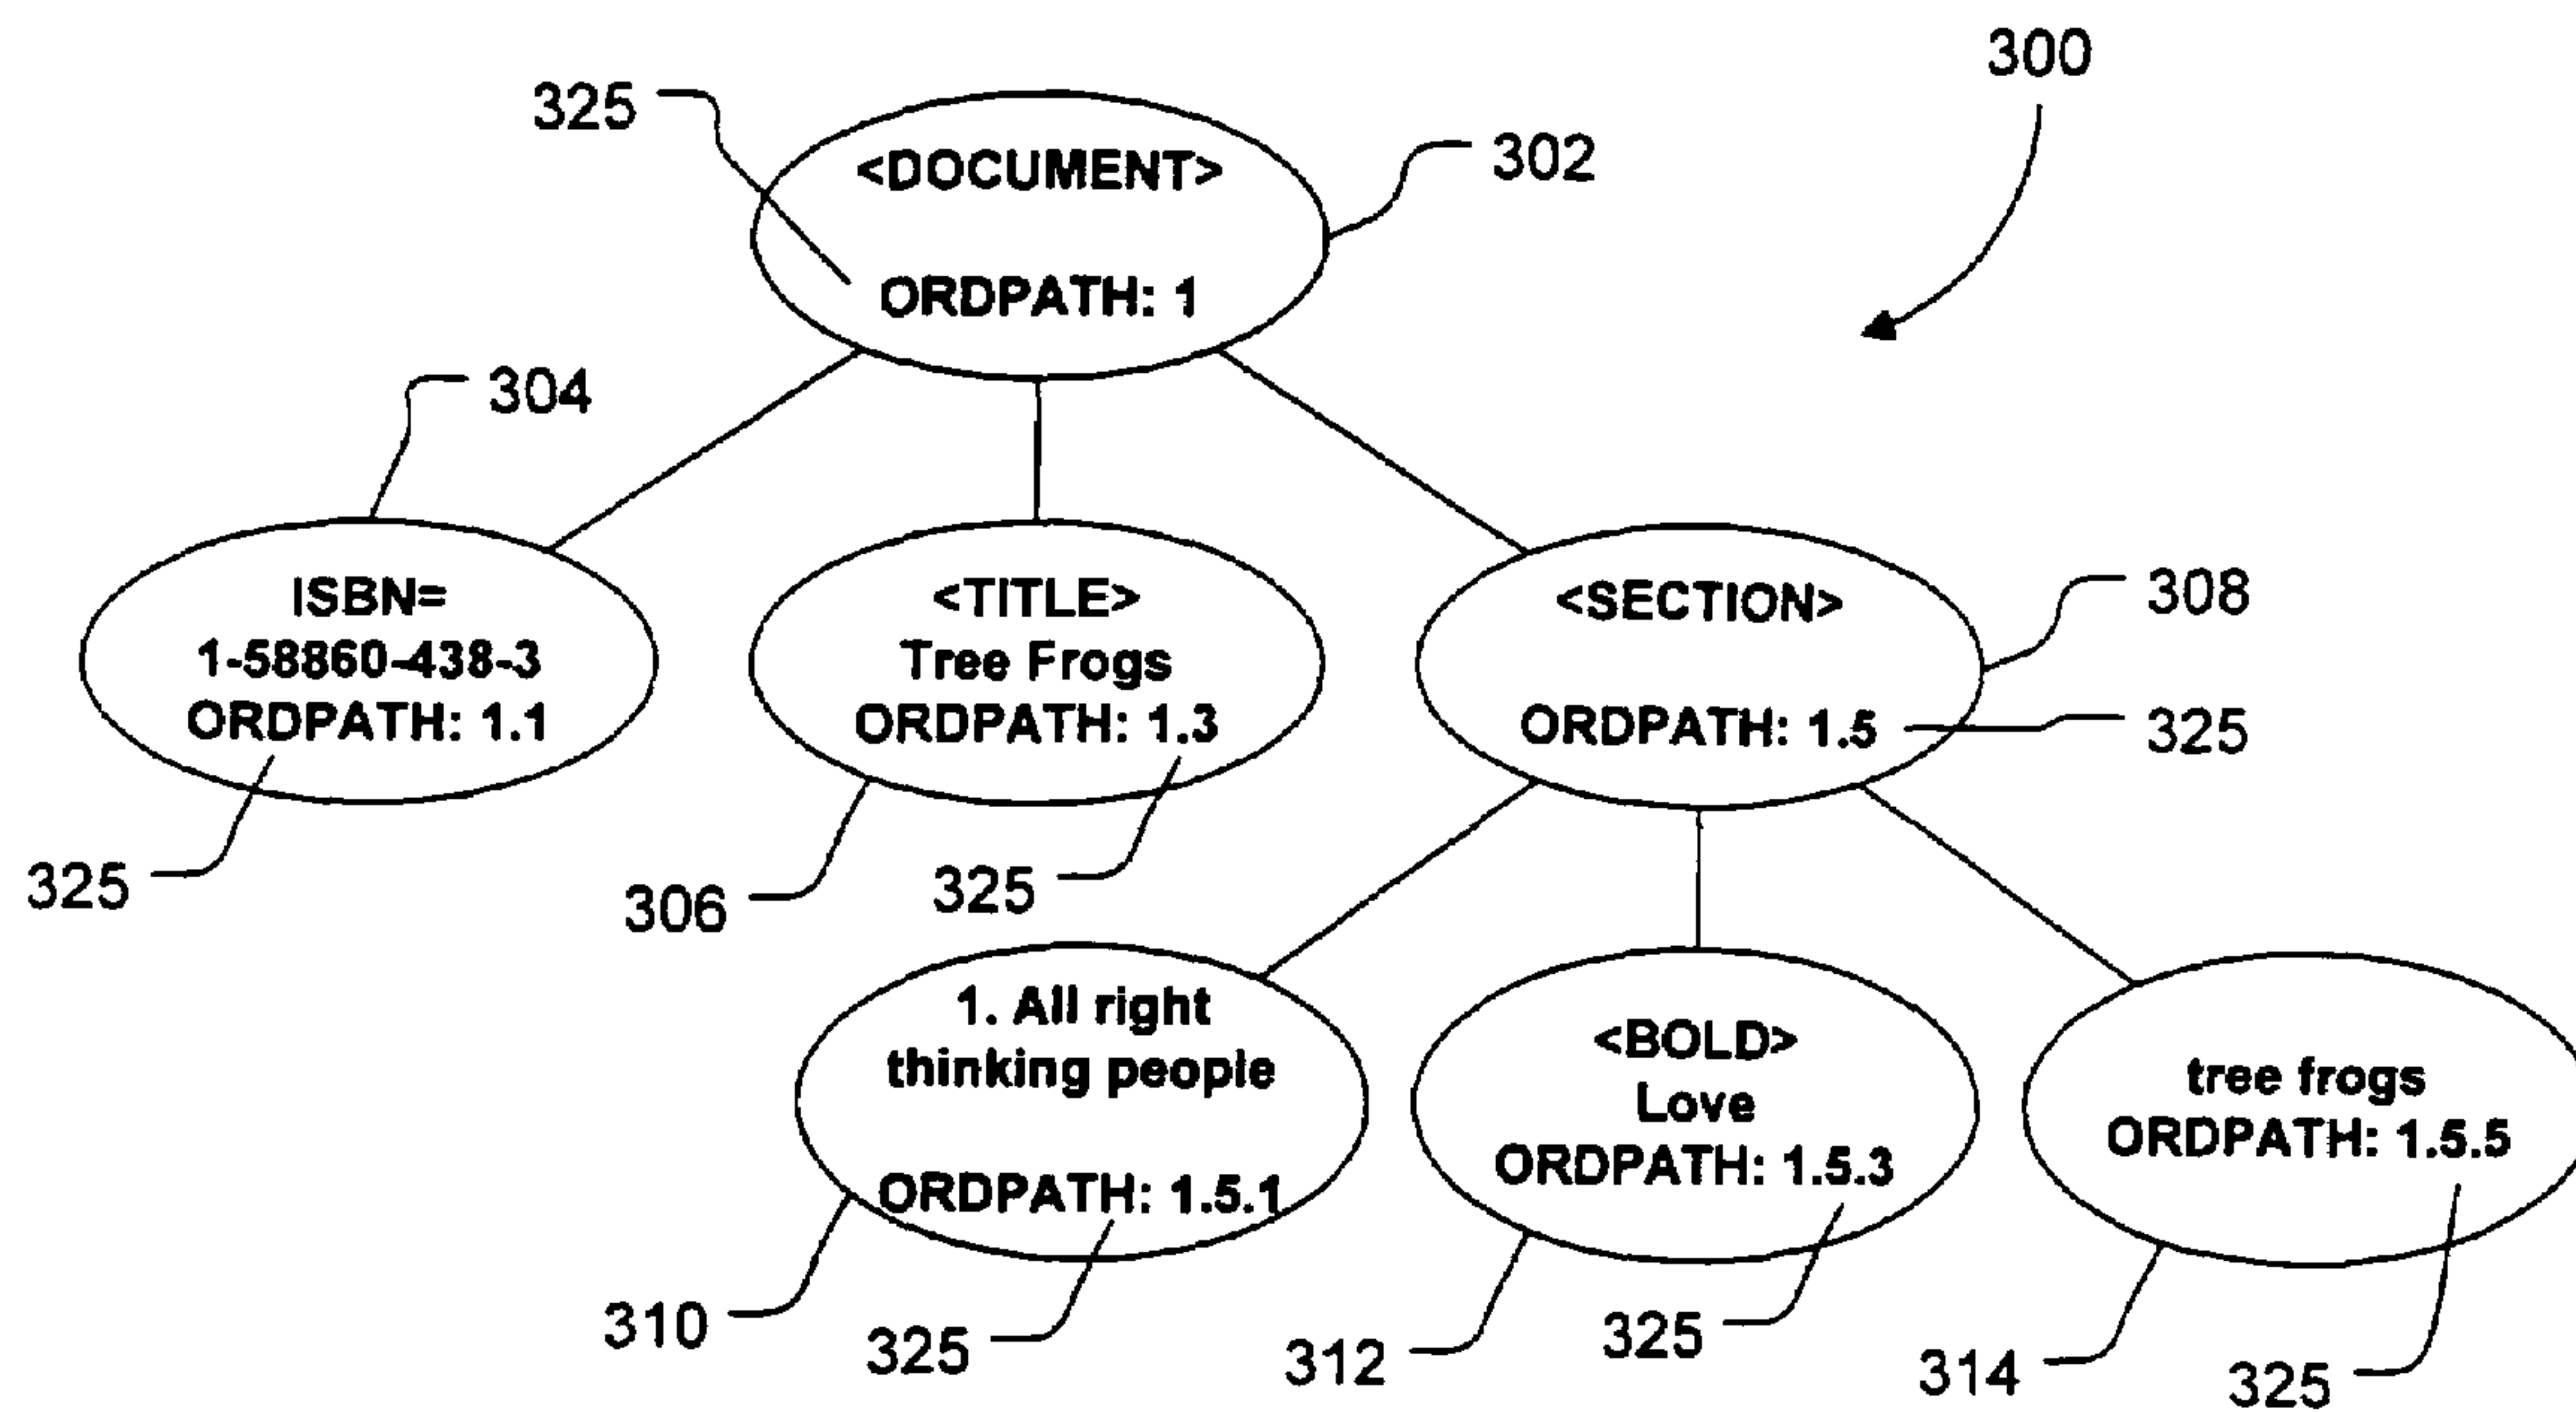 300
325
302
<DOCUMENT>
ORDPATH: 1
304
ISBN=
1-58860-438-3
ORDPATH: 1.1
325
<TITLE>
Tree Frogs
ORDPATH: 1.3
306
325
<SECTION>
ORDPATH: 1.5
308
325
1. All right
thinking people
ORDPATH: 1.5.1
310
325
<BOLD>
Love
ORDPATH: 1.5.3
312
325
tree frogs
ORDPATH: 1.5.5
314
325